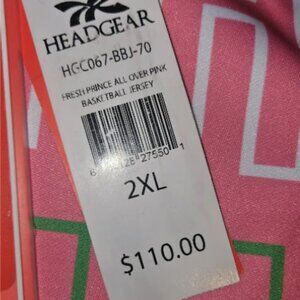 HEADGEAR
HGC067-BBJ-70
FRESH PRINCE ALL OVER PINK
BASKETBALL JERSEY
2XL
$110.00